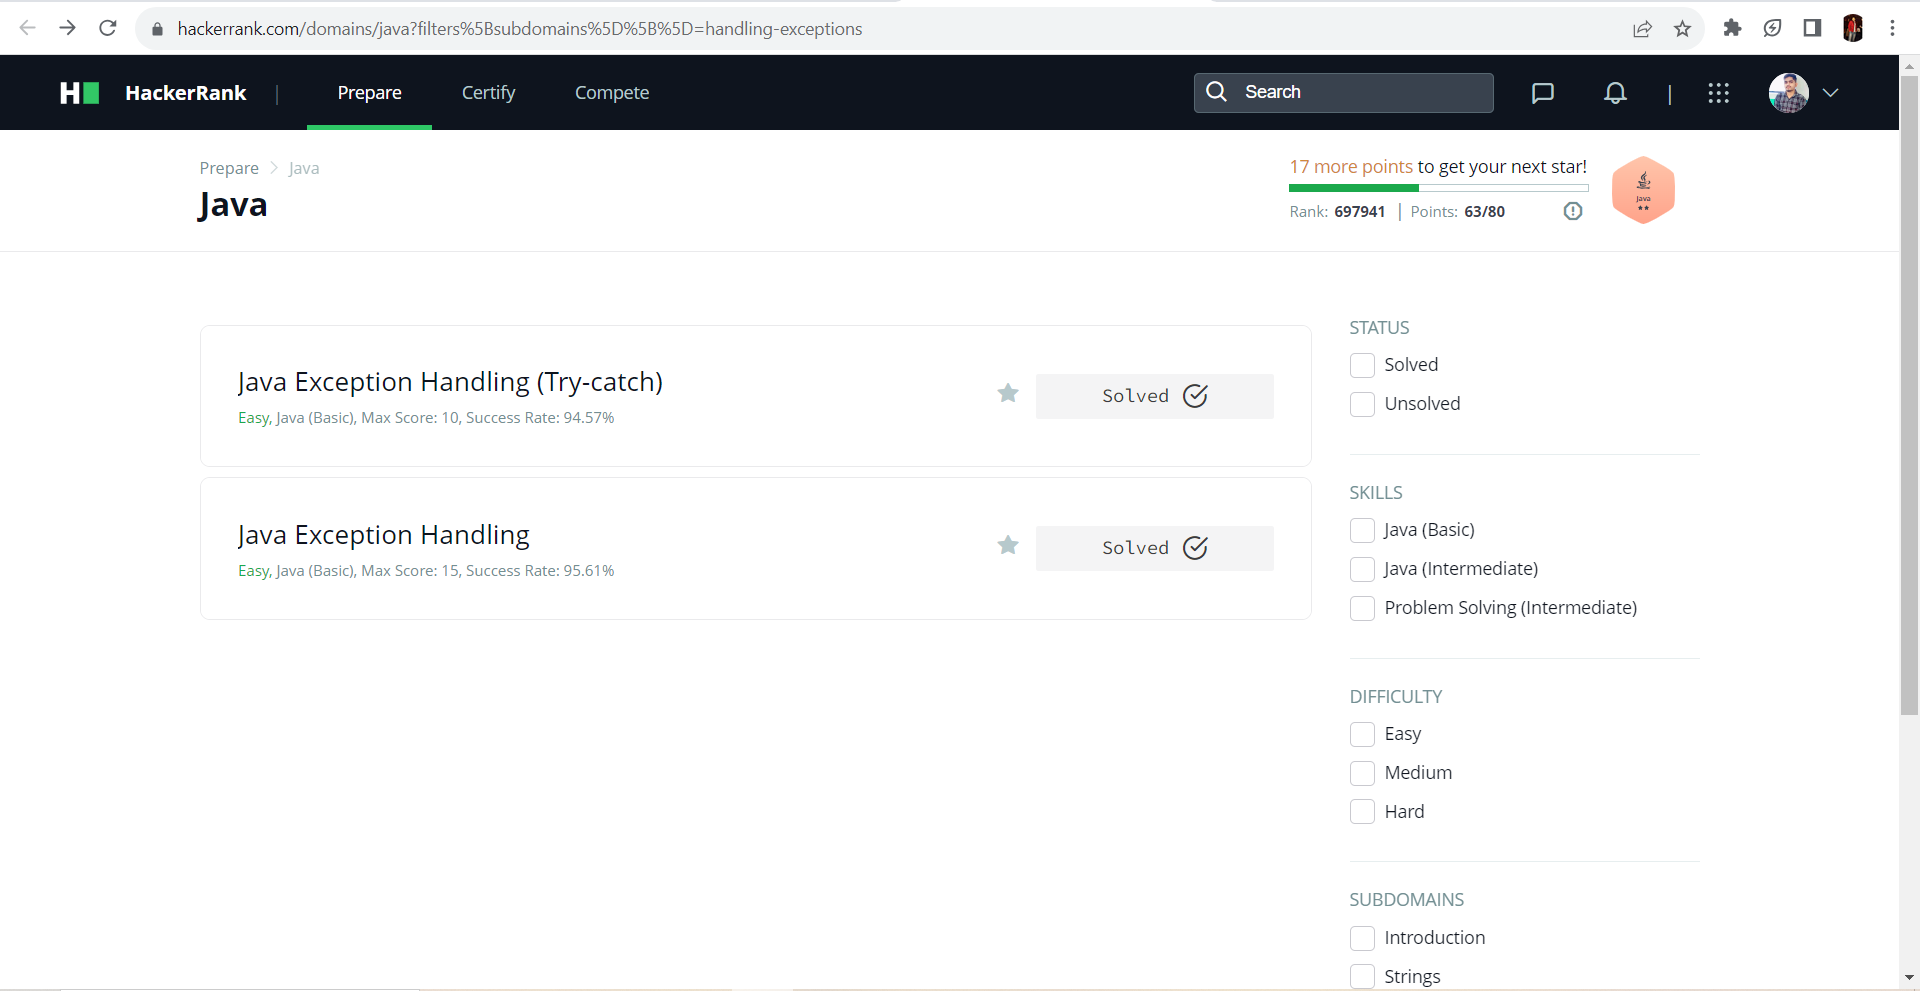 hackerrank.com/domains/java?filters%5Bsubdomains%5D%5B%5D=handling-exceptions
H
HackerRank | Prepare Certify Compete Search |
Prepare > Java
Java
17 more points to get your next star!
Rank: 697941 | Points: 63/80
Java
Java Exception Handling (Try-catch)
Easy, Java (Basic), Max Score: 10, Success Rate: 94.57%
Solved
Java Exception Handling
Easy, Java (Basic), Max Score: 15, Success Rate: 95.61%
Solved
STATUS
Solved
Unsolved
SKILLS
Java (Basic)
Java (Intermediate)
Problem Solving (Intermediate)
DIFFICULTY
Easy
Medium
Hard
SUBDOMAINS
Introduction
Strings